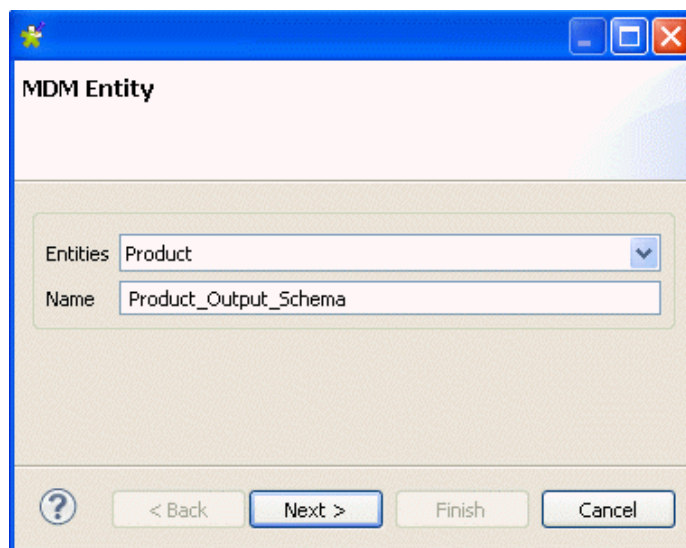 MDM Entity
Entities Product
Name Product_Output_Schema
? < Back Next > Finish Cancel